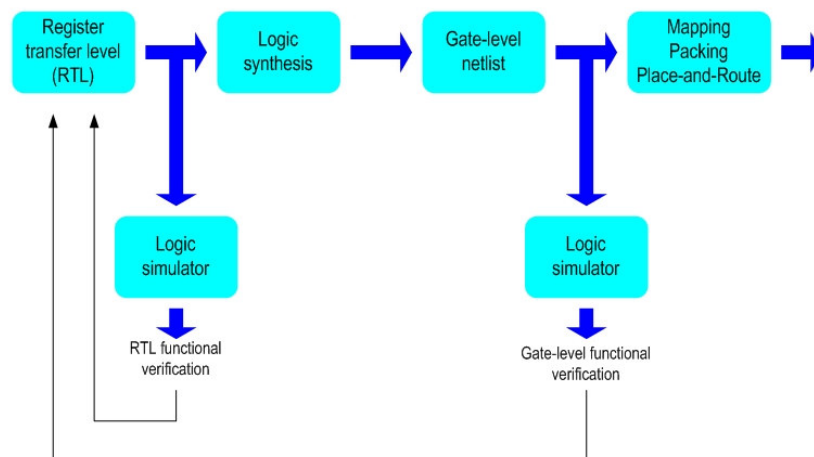 Register
transfer level
(RTL)
Logic
synthesis
Gate-level
netlist
Mapping
Packing
Place-and-Route
Logic
simulator
Logic
simulator
RTL functional
verification
Gate-level functional
verification